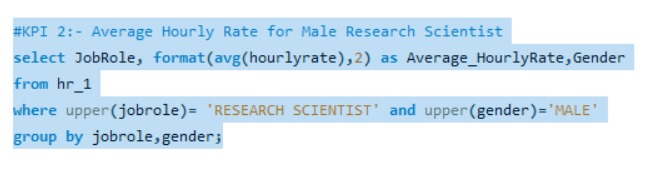 #KPI 2:- Average Hourly Rate for Male Research Scientist
select JobRole, format(avg(hourlyrate),2) as Average_HourlyRate,Gender
from hr_1
where upper(jobrole)= 'RESEARCH SCIENTIST' and upper(gender)='MALE'
group by jobrole,gender;